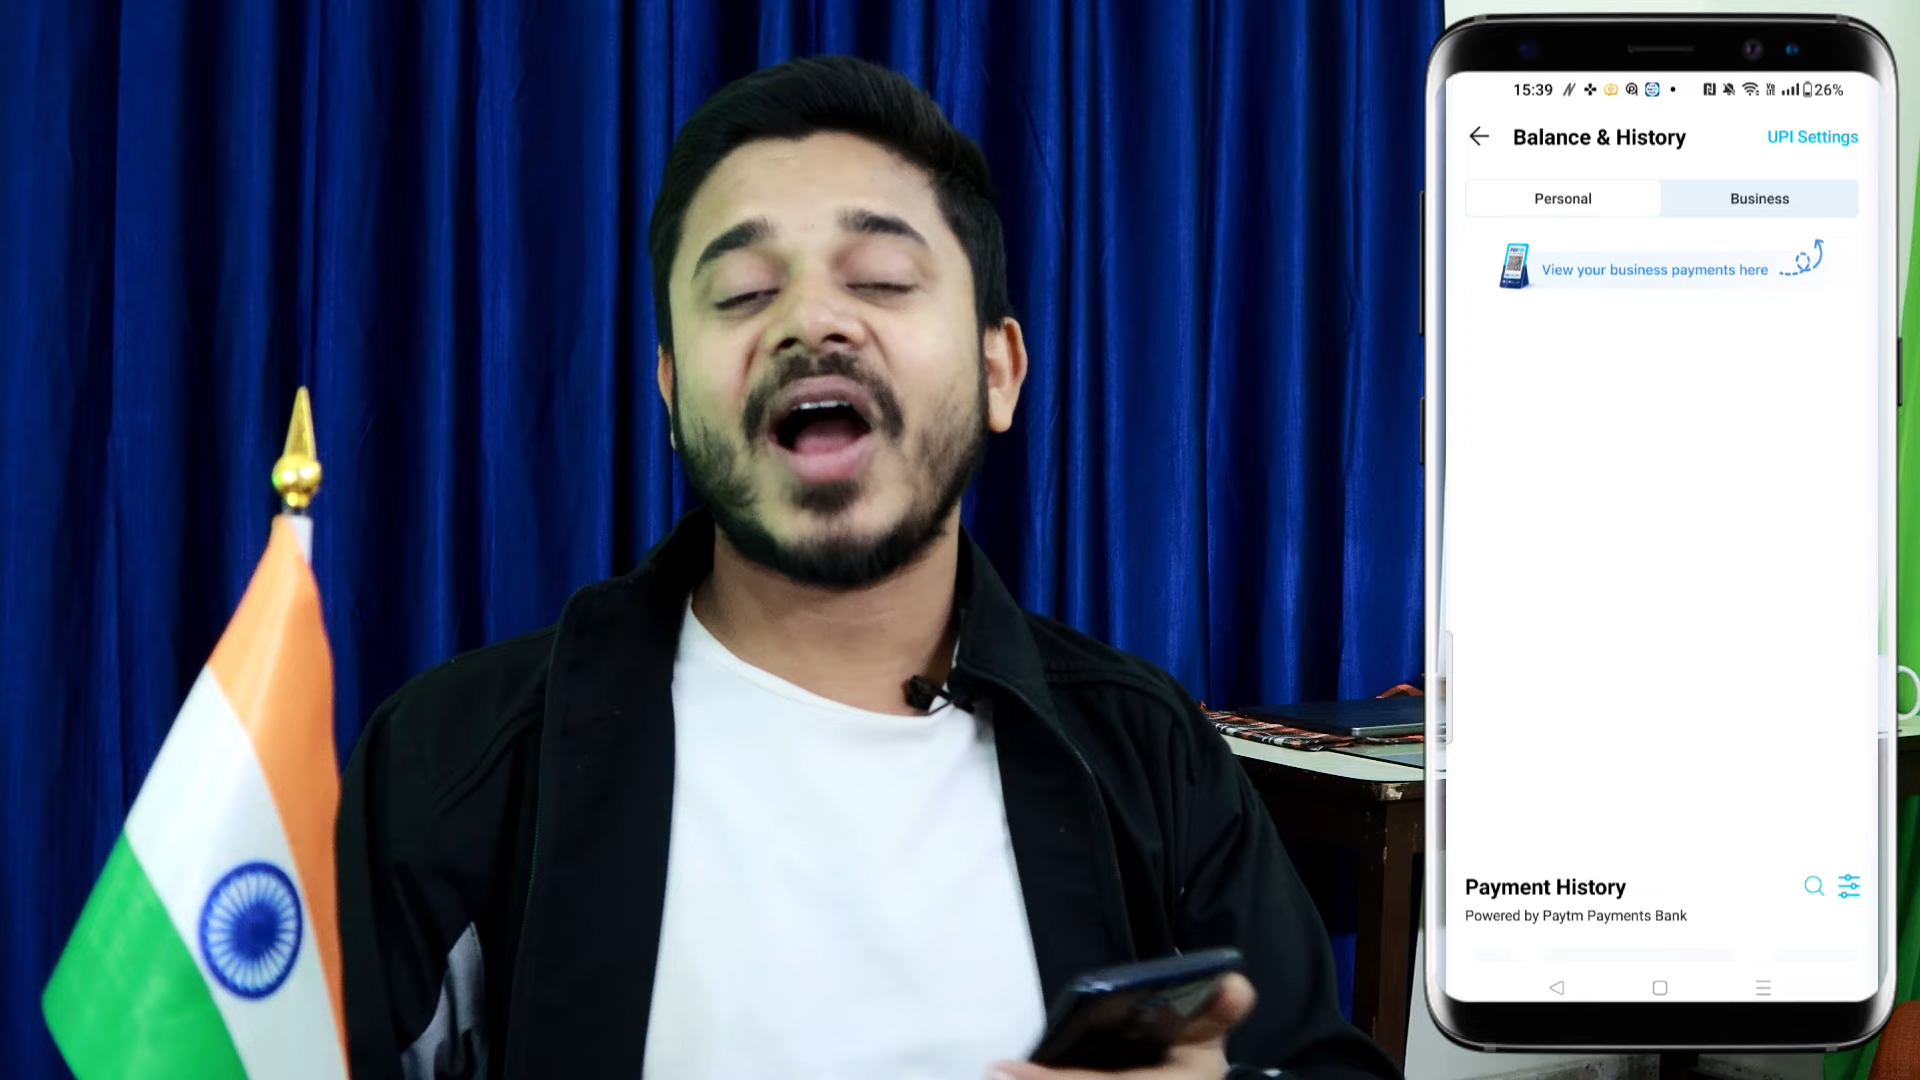 15:39
26%
Balance & History
UPI Settings
Personal
Business
View your business payments here
Payment History
Powered by Paytm Payments Bank